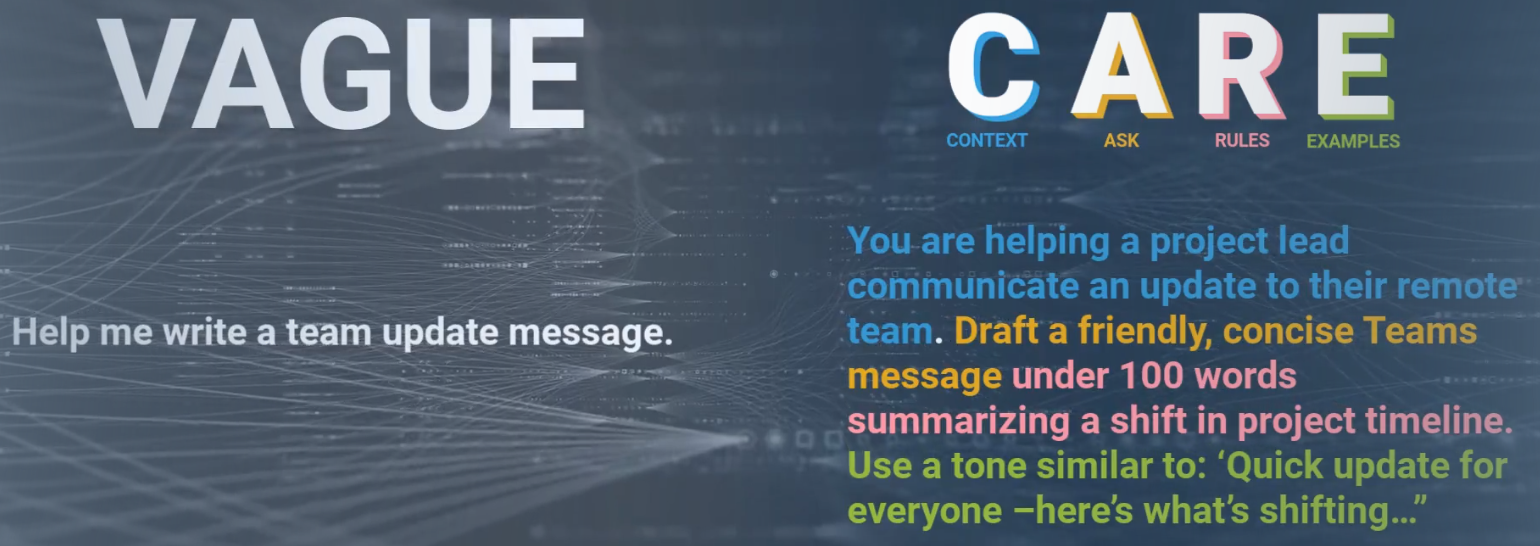 VAGUE
Help me write a team update message.
CARE
CONTEXT ASK RULES EXAMPLES
You are helping a project lead
communicate an update to their remote
team. Draft a friendly, concise Teams
message under 100 words
summarizing a shift in project timeline.
Use a tone similar to: ‘Quick update for
everyone –here’s what’s shifting…”